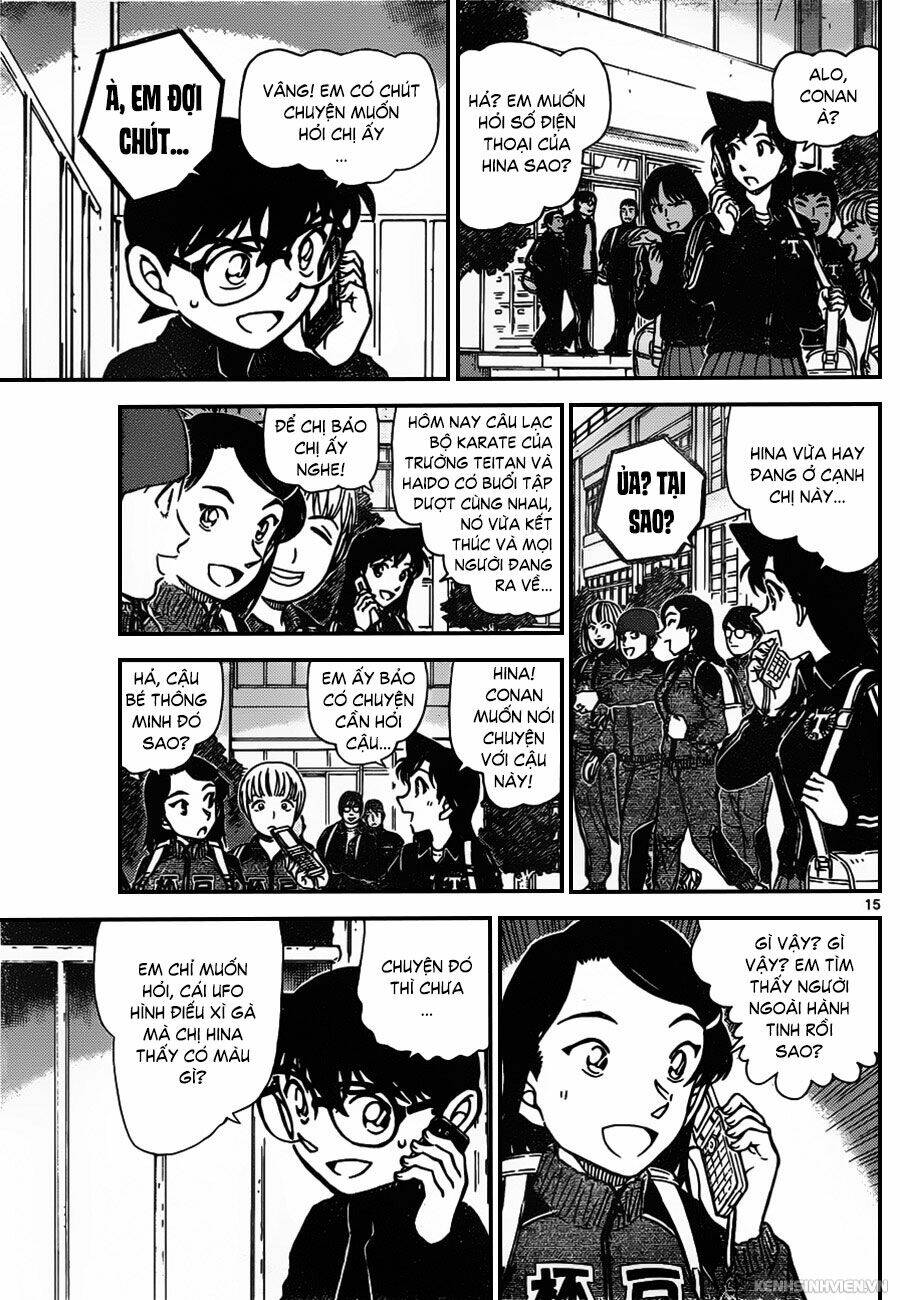 ALO,
CONAN
À?
HẢ? EM MUỐN
HỎI SỐ ĐIỆN
THOẠI CỦA
HINA SAO?
VÂNG! EM CÓ CHÚT
CHUYỆN MUỐN
HỎI CHỊ ẤY
...
À, EM ĐỢI
CHÚT...
HINA VỪA HAY
ĐANG Ở CẠNH
CHỊ NÀY...
ỦA? TẠI
SAO?
HÔM NAY CÂU LẠC
BỘ KARATE CỦA
TRƯỜNG TEITAN VÀ
HAIDO CÓ BUỔI TẬP
DƯỢT CÙNG NHAU,
NÓ VỪA KẾT
THÚC VÀ MỌI
NGƯỜI ĐANG
RA VỀ...
ĐỂ CHỊ BẢO
CHỊ ẤY
NGHE!
HINA!
CONAN
MUỐN NÓI
CHUYỆN
VỚI CẬU
NÀY!
EM ẤY BẢO
CÓ CHUYỆN
CẦN HỎI
CẬU...
HẢ, CẬU
BÉ THÔNG
MINH ĐÓ
SAO?
15
GÌ VẬY? GÌ
VẬY? EM TÌM
THẤY NGƯỜI
NGOÀI HÀNH
TINH RỒI
SAO?
CHUYỆN ĐÓ
THÌ CHƯA
...
EM CHỈ MUỐN
HỎI, CÁI UFO
HÌNH ĐIẾU XÌ GÀ
MÀ CHỊ HINA
THẤY CÓ MÀU
GÌ?
杯戸
KENHSINHVIEN.VN